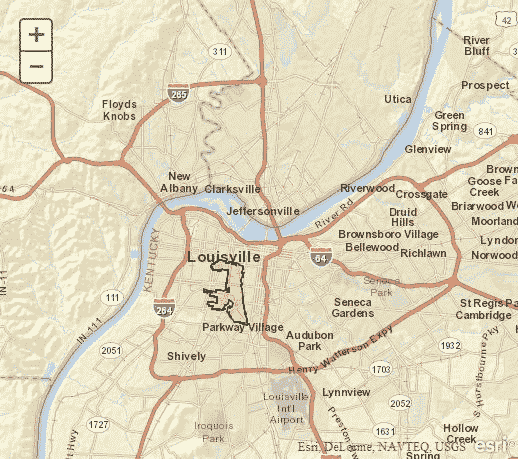 +
−
311
42
River
Bluff
265
Floyds
Knobs
Utica
Prospect
Green
Spring
841
Glenview
64
New
Albany
Clarksville
Riverwood
Crossgate
Goose
Creek
Jeffersonville
River Rd
Druid
Hills
Briarwood
Moorland
KENTUCKY
Brownsboro Village
Bellewood
Richlawn
Lyndon
Norwood
Louisville
64
Seneca
Park
IN-11
111
264
Seneca
Gardens
St Regis Pa
Cambridge
IN-111
Parkway Village
Audubon
Park
Henry Watterson Expy
S Hurstbourne Pky
1932
2051
Shively
1703
Lynnview
Louisville
Int'l
Airport
2052
1727
Iroquois
Park
1631
Hollow
Creek
Spring
Esri, DeLorme, NAVTEQ, USGS
esri